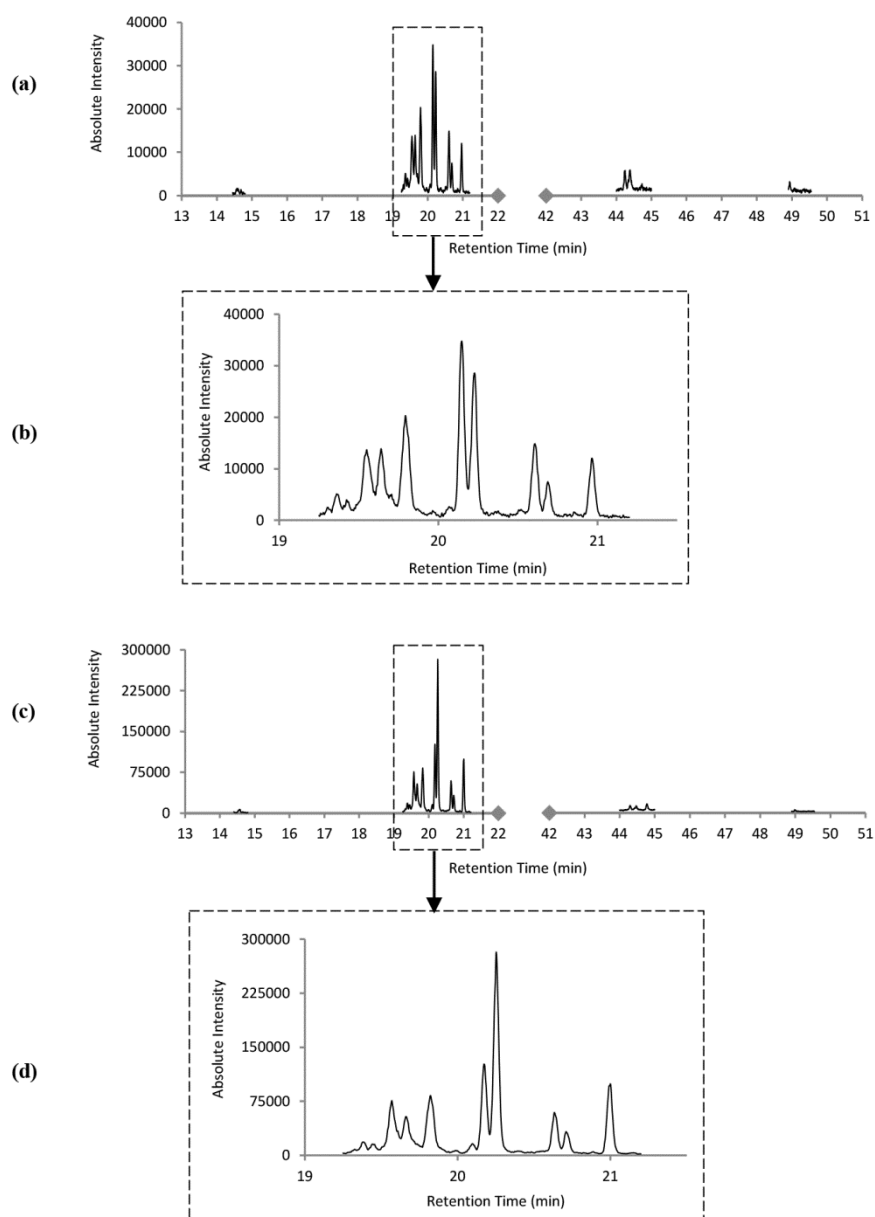 (a)
Absolute Intensity
40000
30000
20000
10000
0
13 14 15 16 17 18 19 20 21 22 42 43 44 45 46 47 48 49 50 51
Retention Time (min)
(b)
Absolute Intensity
40000
30000
20000
10000
0
19 20 21
Retention Time (min)
(c)
Absolute Intensity
300000
225000
150000
75000
0
13 14 15 16 17 18 19 20 21 22 42 43 44 45 46 47 48 49 50 51
Retention Time (min)
(d)
Absolute Intensity
300000
225000
150000
75000
0
19 20 21
Retention Time (min)